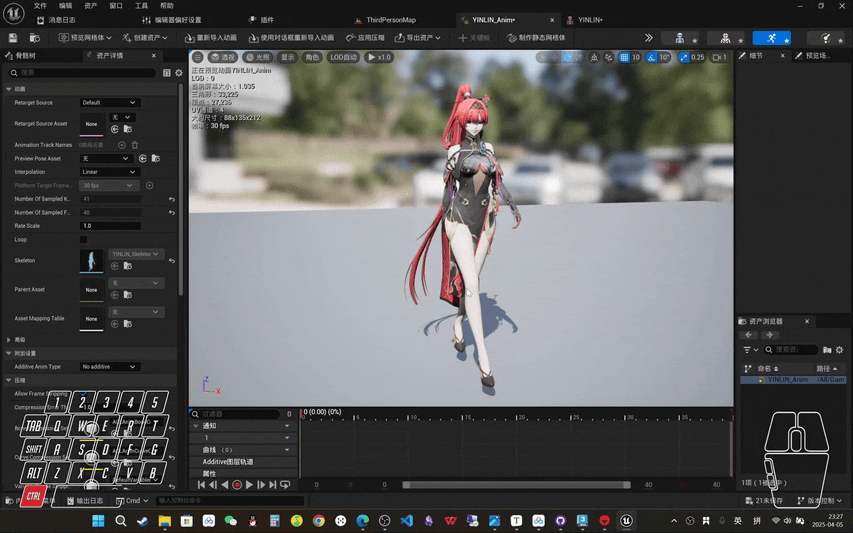 文件 编辑 资产 窗口 工具 帮助
消息日志 编辑器偏好设置 插件 ThirdPersonMap YINLIN_Anim• YINLIN•
预览网格体 创建资产 重新导入动画 使用对话框重新导入动画 应用压缩 导出资产 关键帧 制作静态网格体
骨骼树 资产详情
搜索
透视 光照 显示 角色 LOD自动 x1.0 10 10° 0.25 1
细节 预览场..
正在预览动画YINLIN_Anim
LOD：0
当前屏幕大小：1.035
三角形：33,225
顶点：27,235
UV通道：4
大约尺寸：88x135x212
帧率：30 fps
动画
Retarget Source Default
Retarget Source Asset None 无
Animation Track Names 0数组元素
Preview Pose Asset 无
Interpolation Linear
Platform Target Frame... 30 fps
Number Of Sampled K... 41
Number Of Sampled F... 40
Rate Scale 1.0
Loop
Skeleton YINLIN_Skeleton
Parent Asset None 无
Asset Mapping Table None 无
高级
附加设置
Additive Anim Type No additive
压缩
Allow Frame Stripping
Compression Error Th
资产浏览器
搜索资
命名 路径
YINLIN_Anim /All/Gam
1项（1被选中）
过滤器 0 0 (0.00) (0%)
5 10 15 20 25 30 35
通知
1
曲线 （0）
Additive图层轨道
属性
0 0 40 40
2 3 4 5
TAB Q W E R T
SHIFT A S D F G
ALT Z X C V B
CTRL
输出日志 Cmd 输入控制台命令
21未保存 版本控制
英 拼 23:27
2025-04-05